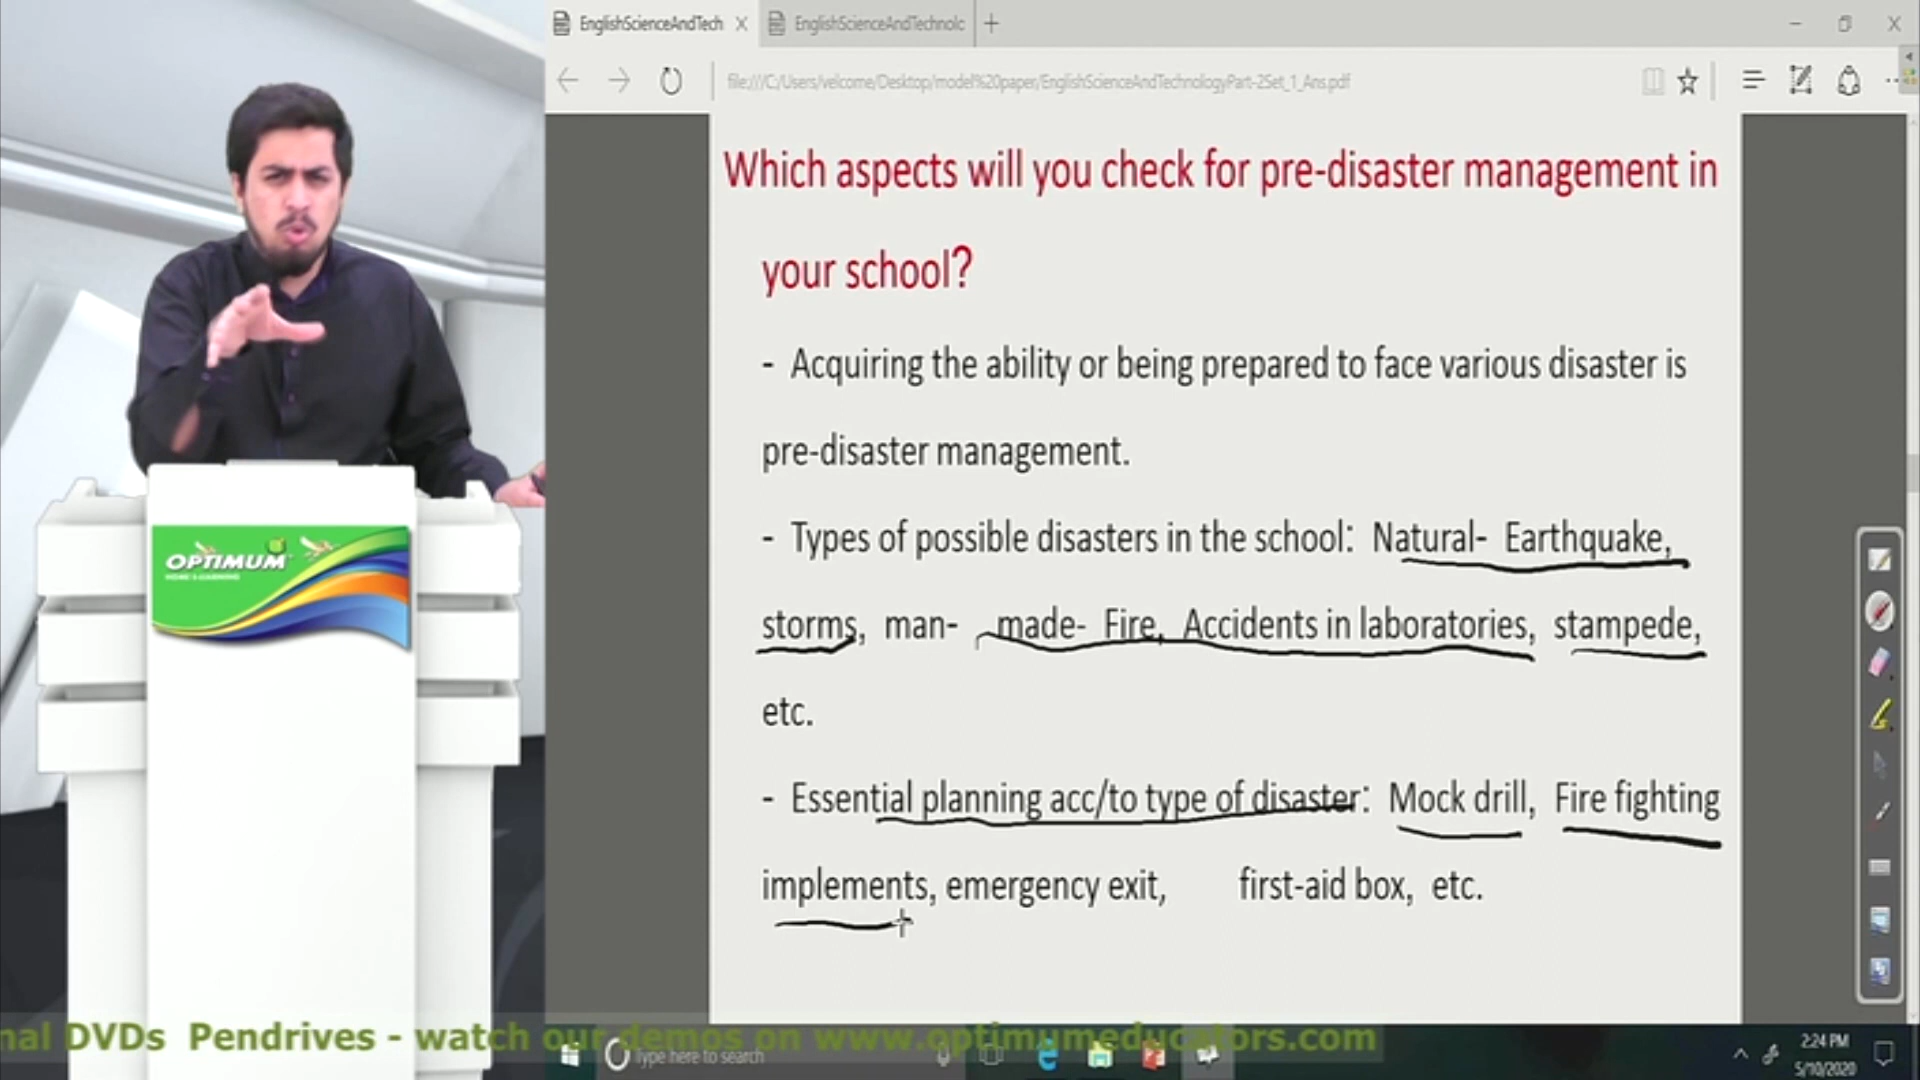 EnglishScienceAndTech
EnglishScienceAndTechnolc
file:///C:/Users/velcome/Desktop/model%20paper/EnglishScienceAndTechnologyPart-2Set_1_Ans.pdf
Which aspects will you check for pre-disaster management in
your school?
- Acquiring the ability or being prepared to face various disaster is
pre-disaster management.
- Types of possible disasters in the school: Natural- Earthquake,
storms, man- made- Fire, Accidents in laboratories, stampede,
etc.
- Essential planning acc/to type of disaster: Mock drill, Fire fighting
implements, emergency exit, first-aid box, etc.
OPTIMUM
HOME E-LEARNING
nal DVDs Pendrives - watch our demos on www.optimumeducators.com
Type here to search
2:24 PM
5/10/2020